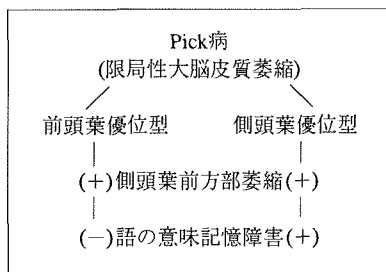 Pick病
(限局性大脳皮質萎縮)
前頭葉優位型 側頭葉優位型
(+)側頭葉前方部萎縮(+)
(−)語の意味記憶障害(+)